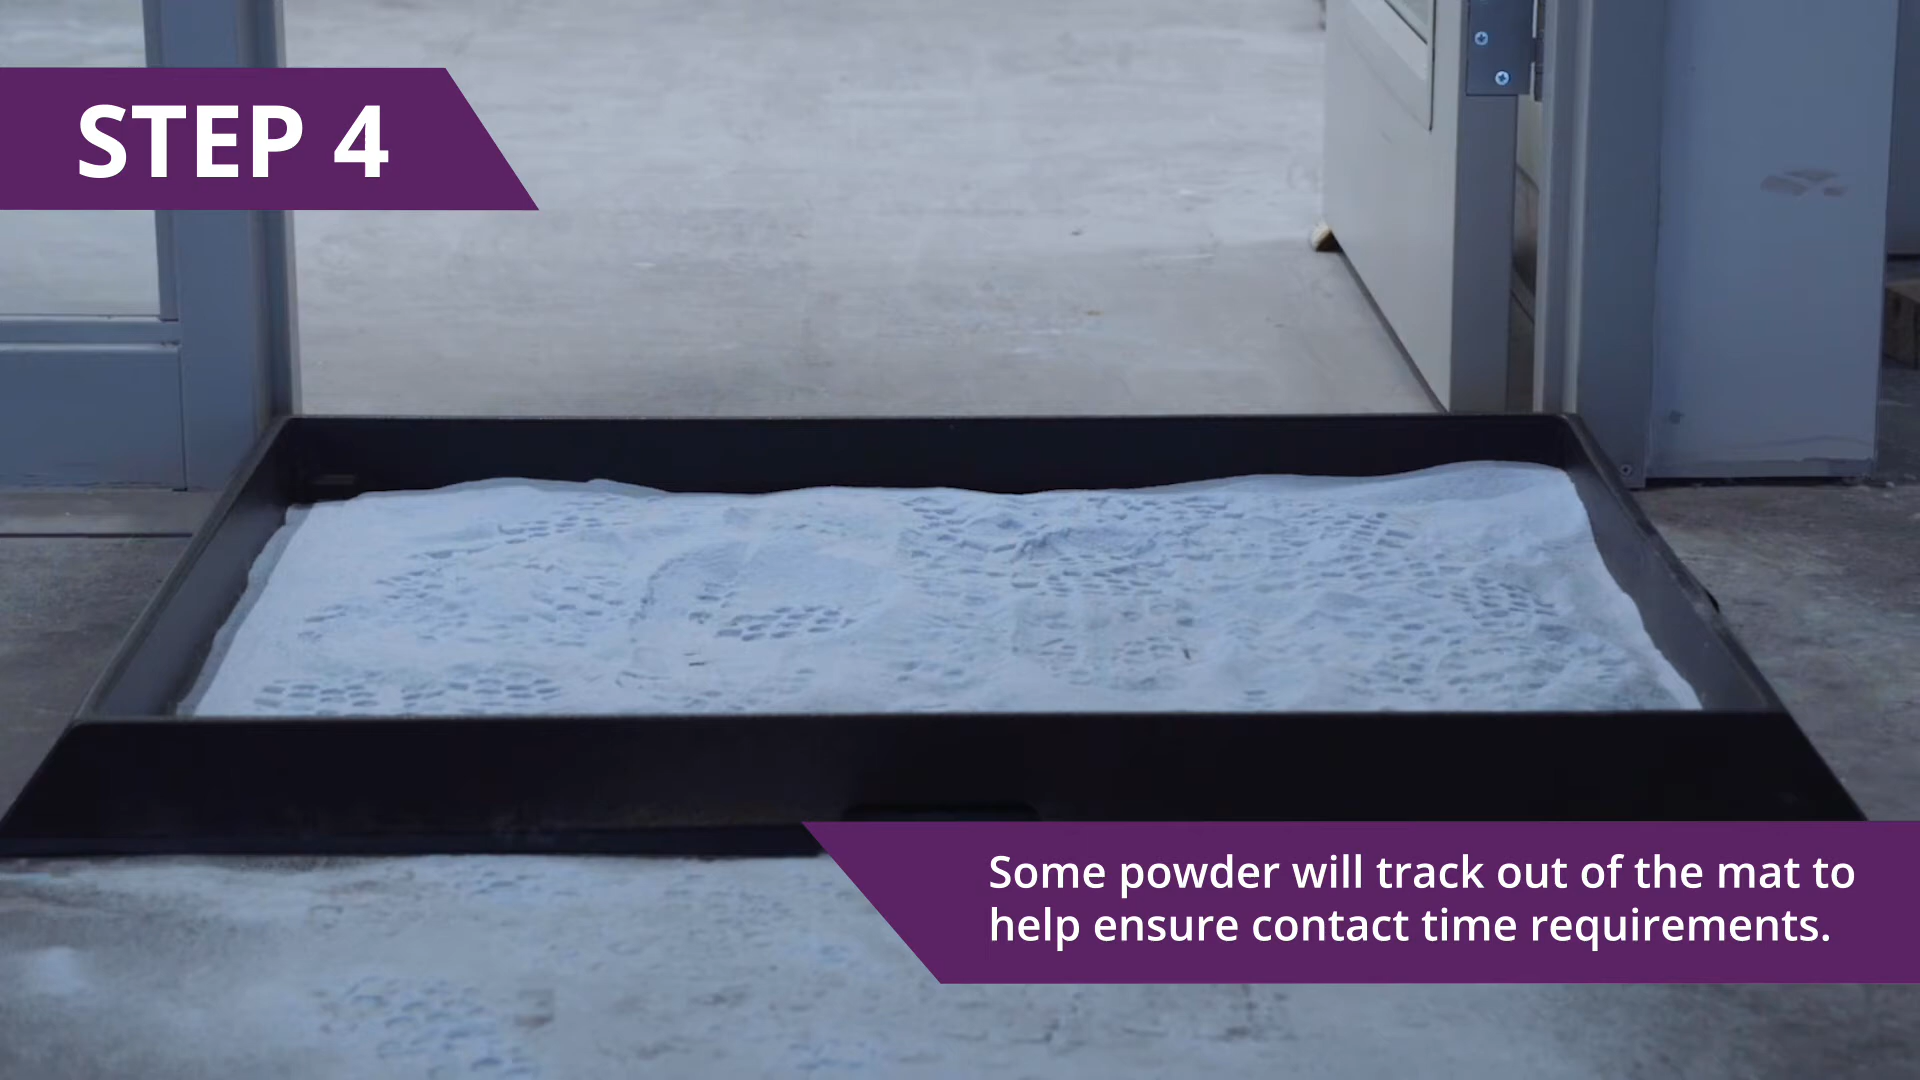 STEP 4
Some powder will track out of the mat to
help ensure contact time requirements.